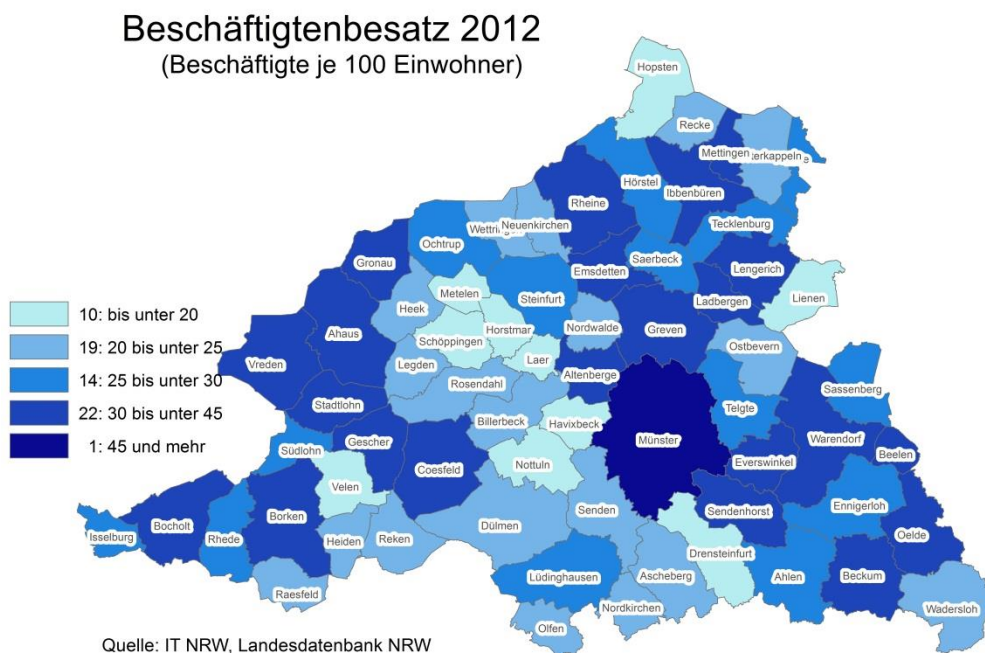 Beschäftigtenbesatz 2012
(Beschäftigte je 100 Einwohner)
Hopsten
Recke
Mettingen
terkappeln
Hörstel
Ibbenbüren
Rheine
Neuenkirchen
Wettrin
Ochtrup
Tecklenburg
Gronau
Saerbeck
Lengerich
Emsdetten
Metelen
Steinfurt
Ladbergen
Lienen
10: bis unter 20
19: 20 bis unter 25
14: 25 bis unter 30
22: 30 bis unter 45
1: 45 und mehr
Heek
Ahaus
Horstmar
Nordwalde
Greven
Schöppingen
Ostbevern
Laer
Vreden
Legden
Altenberge
Rosendahl
Sassenberg
Stadtlohn
Telgte
Billerbeck
Havixbeck
Münster
Warendorf
Gescher
Südlohn
Beelen
Everswinkel
Coesfeld
Nottuln
Velen
Ennigerloh
Sendenhorst
Senden
Borken
Bocholt
Dülmen
Oelde
Isselburg
Rhede
Heiden
Reken
Drensteinfurt
Lüdinghausen
Ascheberg
Ahlen
Beckum
Raesfeld
Nordkirchen
Wadersloh
Olfen
Quelle: IT NRW, Landesdatenbank NRW